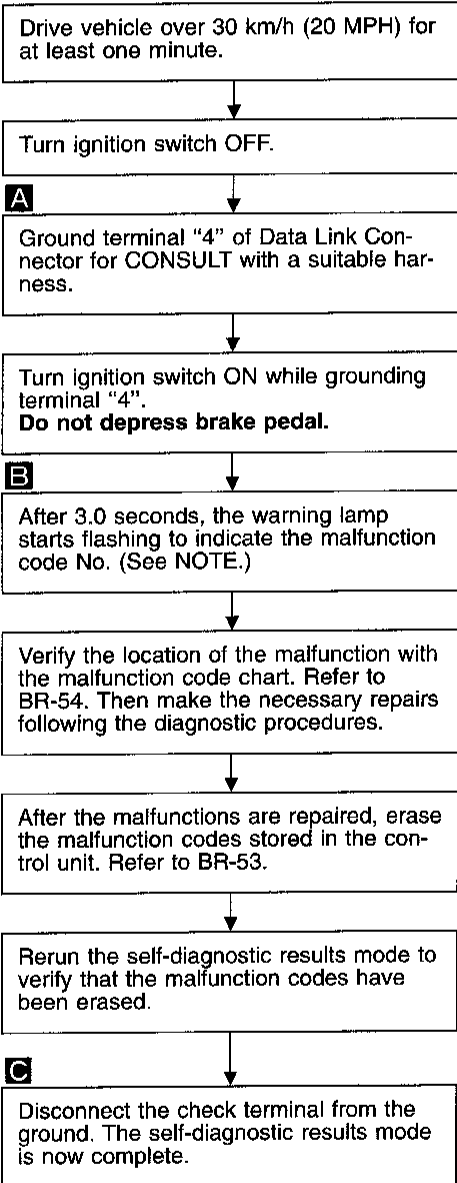 Drive vehicle over 30 km/h (20 MPH) for
at least one minute.
Turn ignition switch OFF.
A
Ground terminal “4” of Data Link Con-
nector for CONSULT with a suitable har-
ness.
Turn ignition switch ON while grounding
terminal “4”.
Do not depress brake pedal.
B
After 3.0 seconds, the warning lamp
starts flashing to indicate the malfunction
code No. (See NOTE.)
Verify the location of the malfunction with
the malfunction code chart. Refer to
BR-54. Then make the necessary repairs
following the diagnostic procedures.
After the malfunctions are repaired, erase
the malfunction codes stored in the con-
trol unit. Refer to BR-53.
Rerun the self-diagnostic results mode to
verify that the malfunction codes have
been erased.
C
Disconnect the check terminal from the
ground. The self-diagnostic results mode
is now complete.